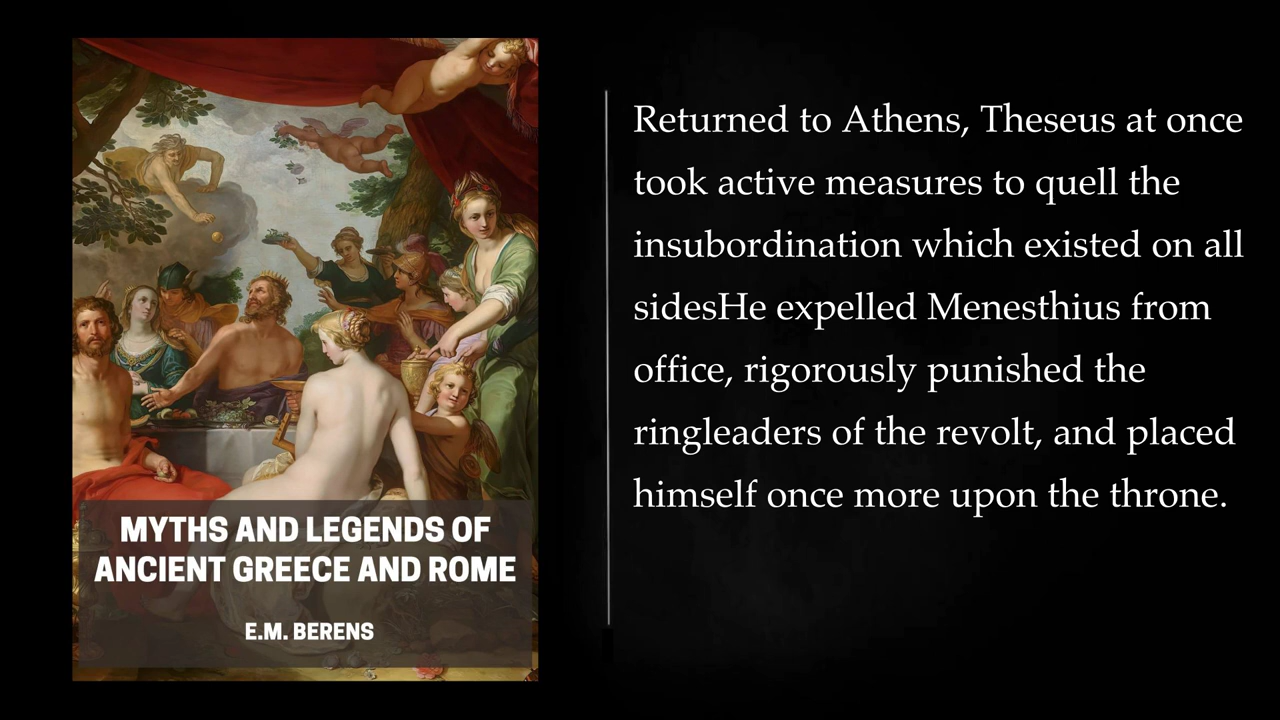 MYTHS AND LEGENDS OF
ANCIENT GREECE AND ROME
E.M. BERENS
Returned to Athens, Theseus at once
took active measures to quell the
insubordination which existed on all
sidesHe expelled Menesthius from
office, rigorously punished the
ringleaders of the revolt, and placed
himself once more upon the throne.